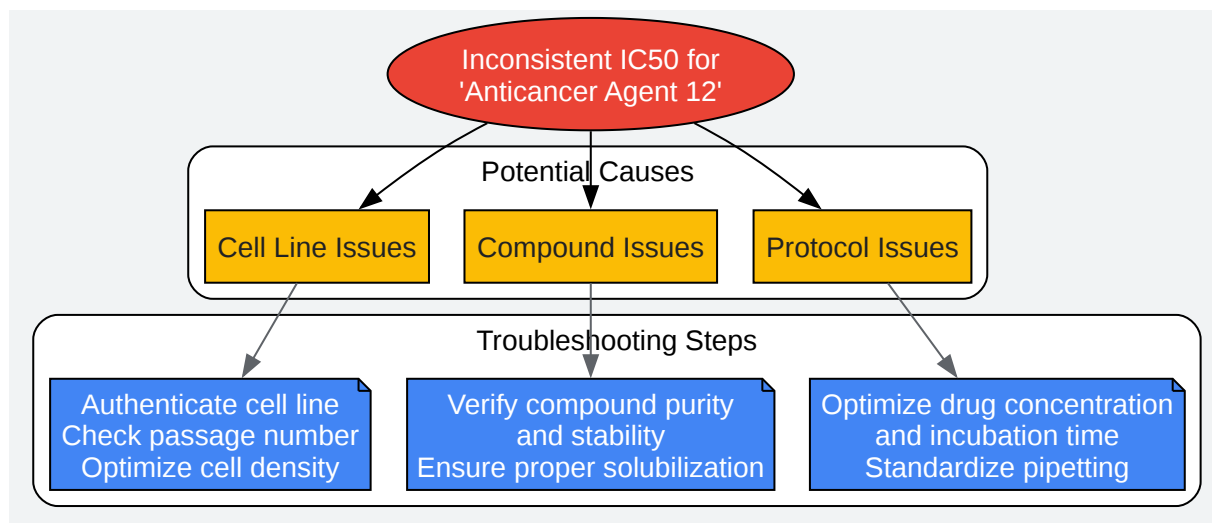 Inconsistent IC50 for
'Anticancer Agent 12'
Potential Causes
Cell Line Issues
Compound Issues
Protocol Issues
Troubleshooting Steps
Authenticate cell line
Check passage number
Optimize cell density
Verify compound purity
and stability
Ensure proper solubilization
Optimize drug concentration
and incubation time
Standardize pipetting